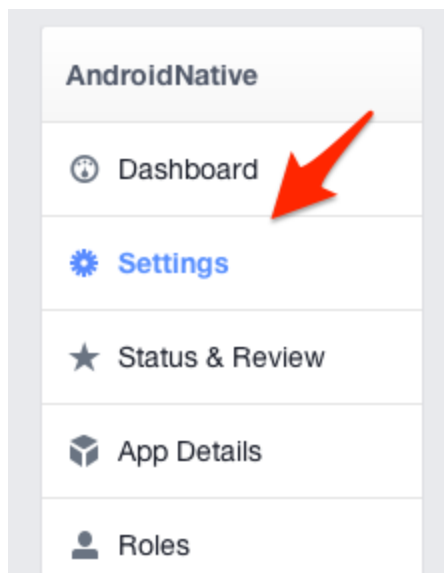 AndroidNative
Dashboard
Settings
Status & Review
App Details
Roles